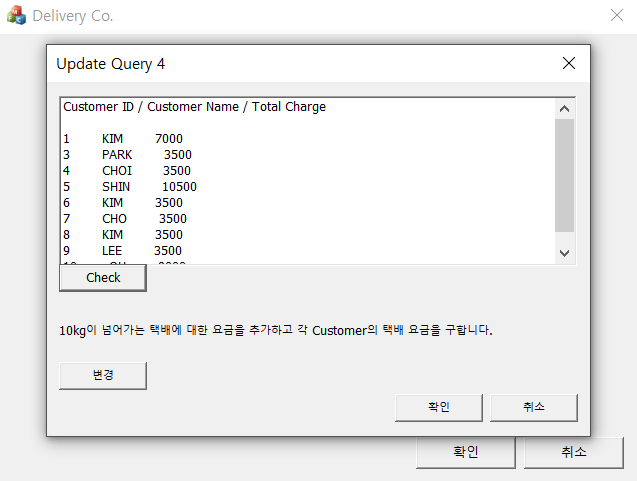 Delivery Co.
Update Query 4
Customer ID / Customer Name / Total Charge
1 KIM 7000
3 PARK 3500
4 CHOI 3500
5 SHIN 10500
6 KIM 3500
7 CHO 3500
8 KIM 3500
9 LEE 3500
Check
10kg이 넘어가는 택배에 대한 요금을 추가하고 각 Customer의 택배 요금을 구합니다.
변경
확인 취소
확인 취소